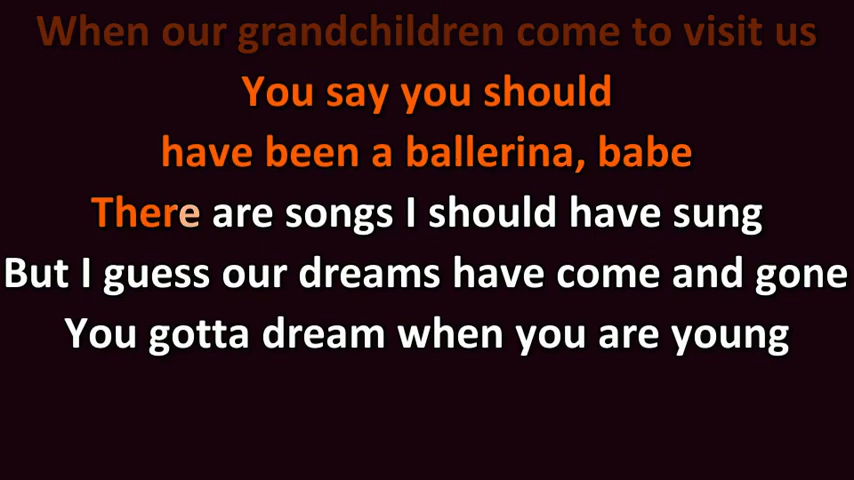 When our grandchildren come to visit us
You say you should
have been a ballerina, babe
There are songs I should have sung
But I guess our dreams have come and gone
You gotta dream when you are young